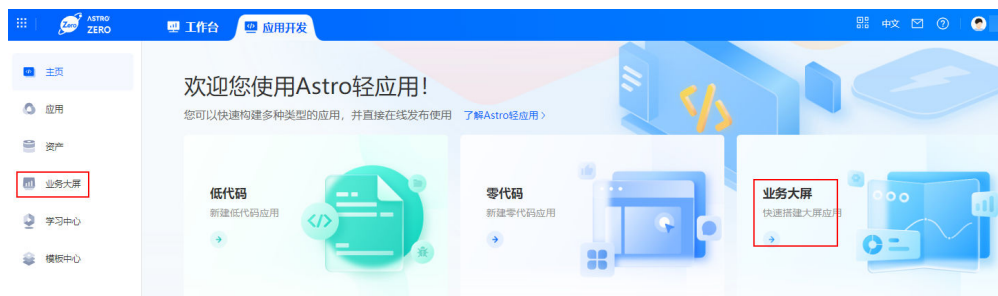 Zero ASTRO ZERO 工作台 应用开发 中文
主页
应用
资产
业务大屏
学习中心
模板中心
欢迎您使用Astro轻应用！
您可以快速构建多种类型的应用，并直接在线发布使用 了解Astro轻应用>
低代码
新建低代码应用
零代码
新建零代码应用
业务大屏
快速搭建大屏应用